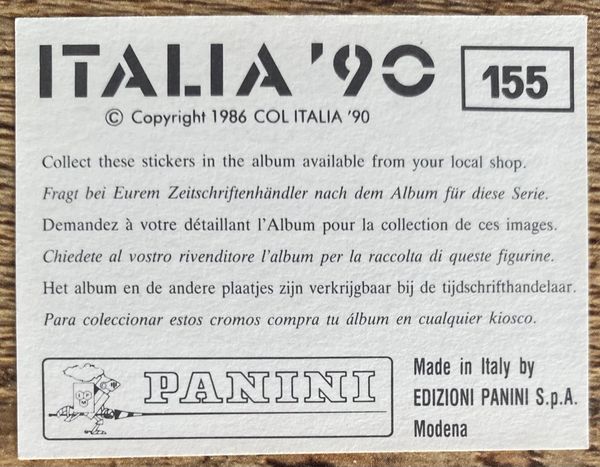 ITALIA '90
155
© Copyright 1986 COL ITALIA '90
Collect these stickers in the album available from your local shop.
Fragt bei Eurem Zeitschriftenhändler nach dem Album für diese Serie.
Demandez à votre détaillant l'Album pour la collection de ces images.
Chiedete al vostro rivenditore l'album per la raccolta di queste figurine.
Het album en de andere plaatjes zijn verkrijgbaar bij de tijdschrifthandelaar.
Para coleccionar estos cromos compra tu álbum en cualquier kiosco.
PANINI
Made in Italy by
EDIZIONI PANINI S.p.A.
Modena